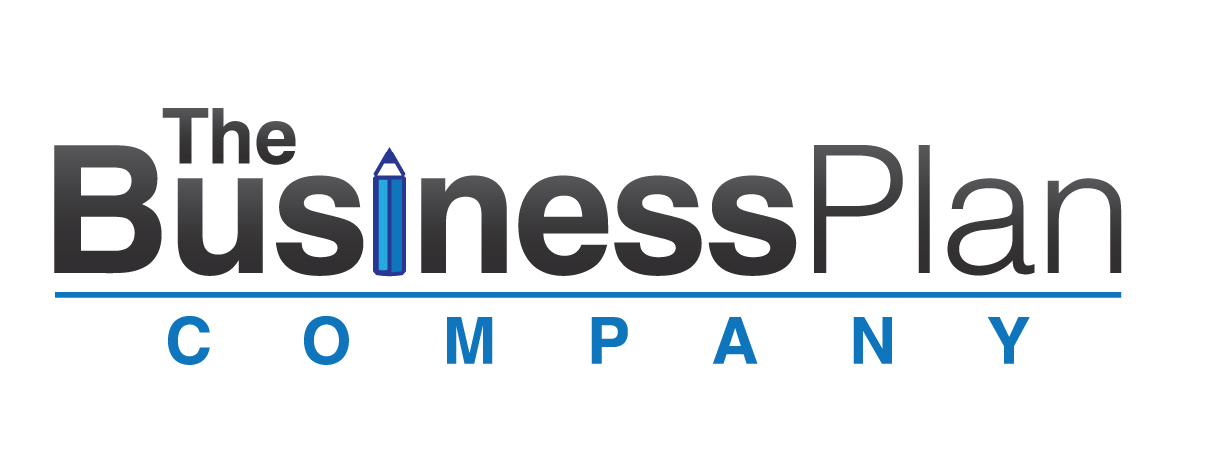 The
BusinessPlan
COMPANY